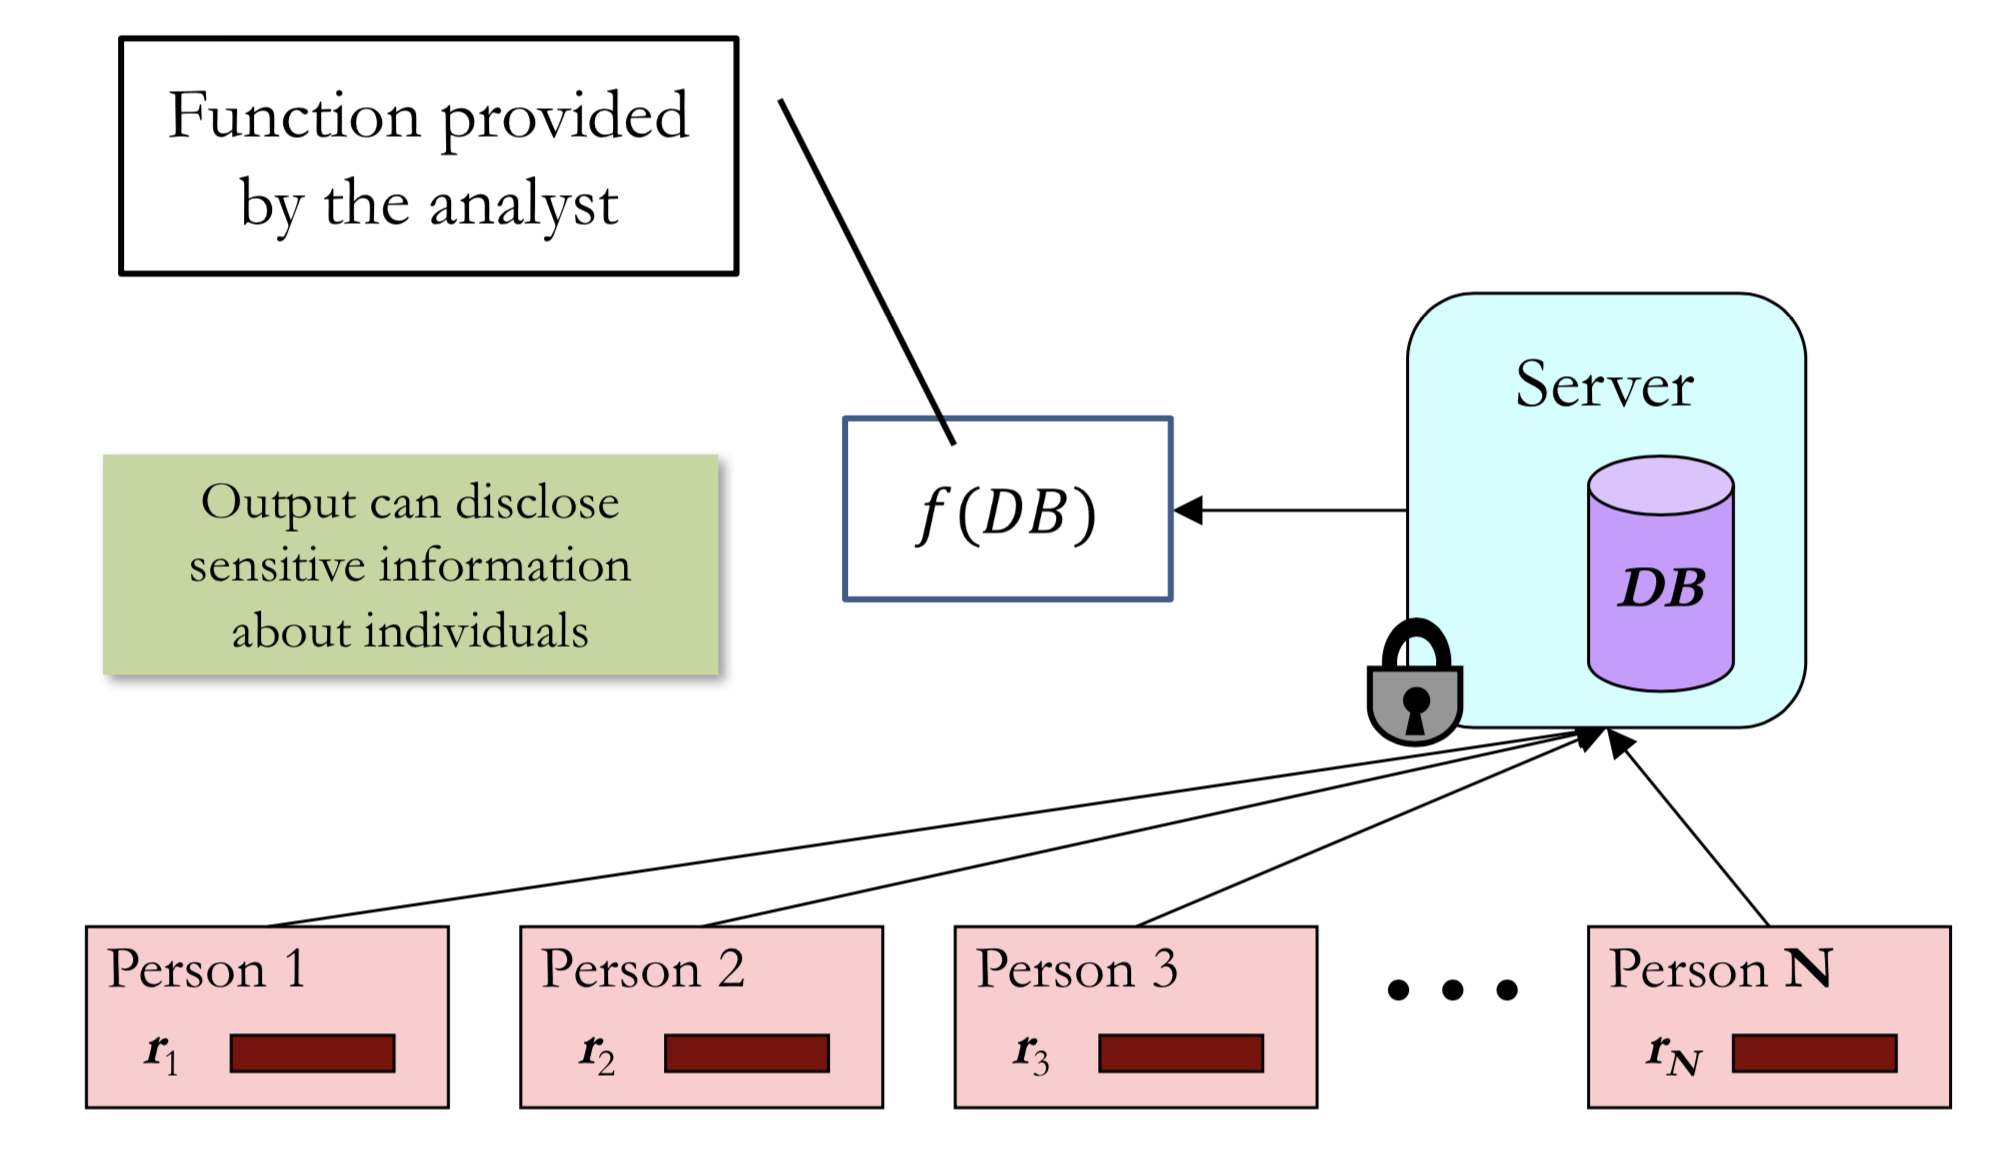 Function provided
by the analyst
Server
Output can disclose
sensitive information
about individuals
f(DB)
DB
Person 1
r1
Person 2
r2
Person 3
r3
• • •
Person N
rN